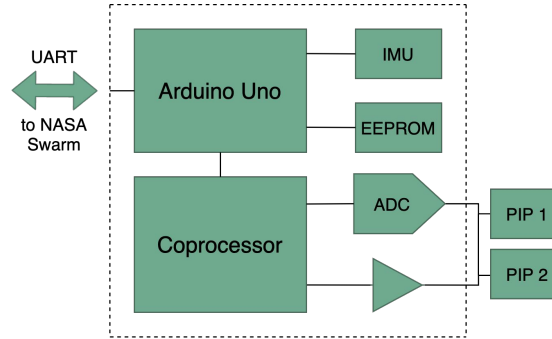 UART
to NASA
Swarm
Arduino Uno
IMU
EEPROM
Coprocessor
ADC
PIP 1
PIP 2